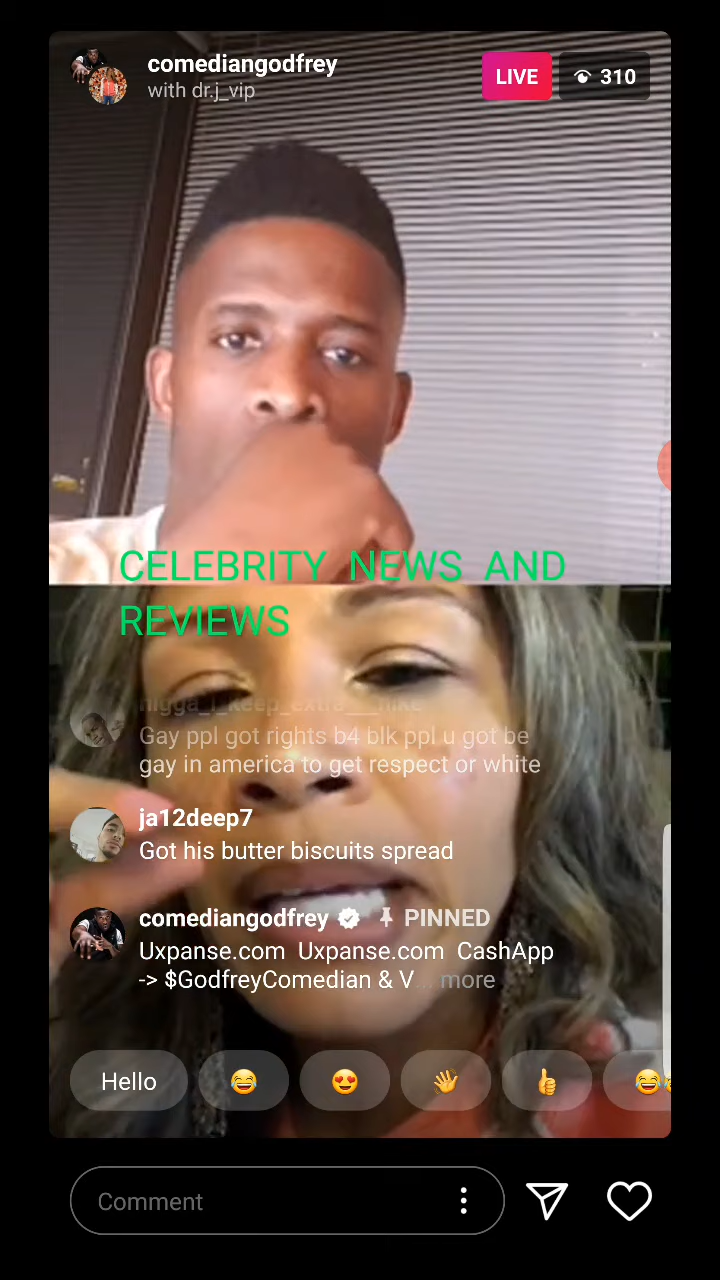 comediangodfrey
with dr.j_vip
LIVE
310
CELEBRITY NEWS AND
REVIEWS
nigga_i_keep_extra___nike
Gay ppl got rights b4 blk ppl u got be
gay in america to get respect or white
ja12deep7
Got his butter biscuits spread
comediangodfrey PINNED
Uxpanse.com Uxpanse.com CashApp
-> $GodfreyComedian & V... more
Hello
Comment